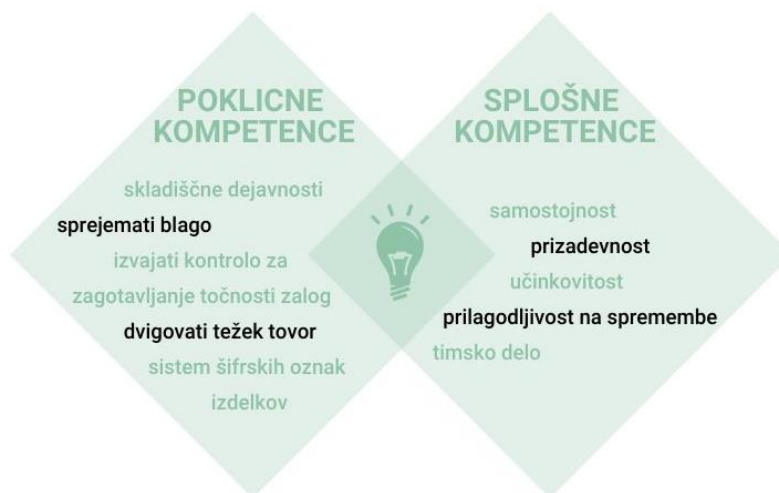 POKLICNE
KOMPETENCE
skladiščne dejavnosti
sprejemati blago
izvajati kontrolo za
zagotavljanje točnosti zalog
dvigovati težek tovor
sistem šifrskih oznak
izdelkov
SPLOŠNE
KOMPETENCE
samostojnost
prizadevnost
učinkovitost
prilagodljivost na spremembe
timsko delo